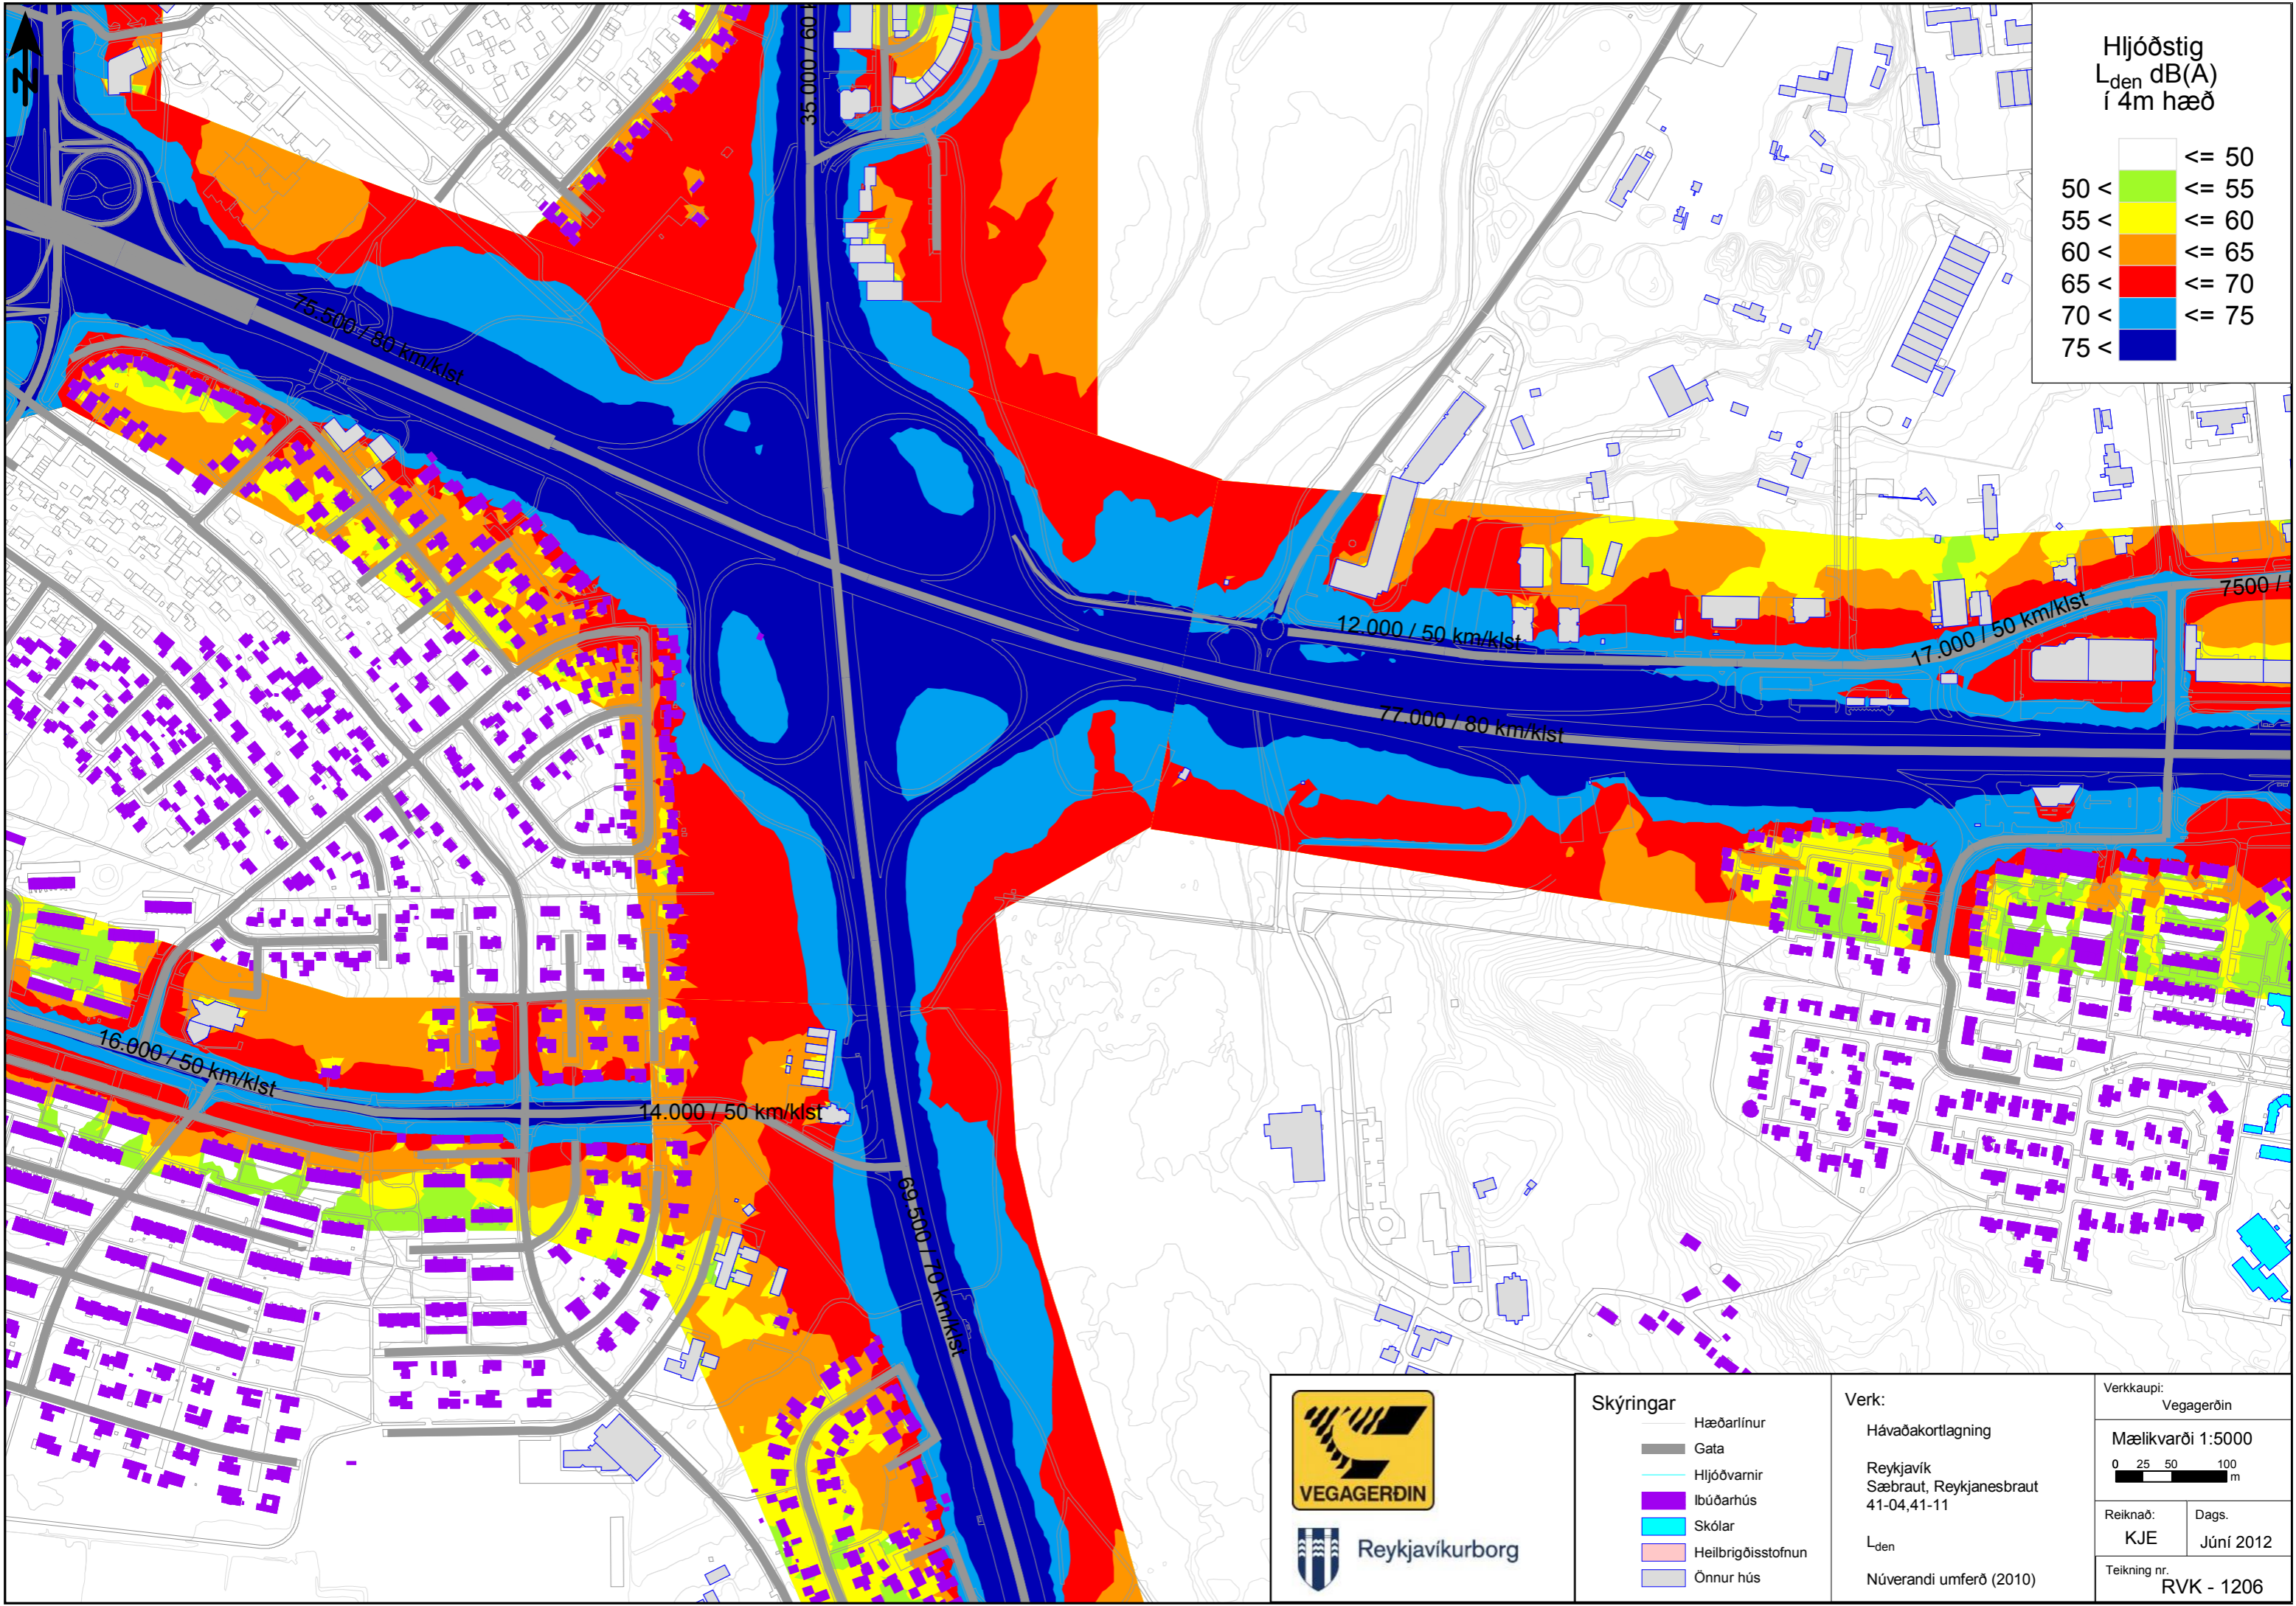 N
35.000 / 60 k
75.500 / 80 km/klst
12.000 / 50 km/klst
17.000 / 50 km/klst
7500 /
77.000 / 80 km/klst
16.000 / 50 km/klst
14.000 / 50 km/klst
69.500 / 70 km/klst
Hljóðstig
Lden dB(A)
í 4m hæð
<= 50
50 < <= 55
55 < <= 60
60 < <= 65
65 < <= 70
70 < <= 75
75 <
VEGAGERÐIN
Reykjavíkurborg
Skýringar
Hæðarlínur
Gata
Hljóðvarnir
Íbúðarhús
Skólar
Heilbrigðisstofnun
Önnur hús
Verk:
Hávaðakortlagning
Reykjavík
Sæbraut, Reykjanesbraut
41-04,41-11
Lden
Núverandi umferð (2010)
Verkkaupi:
Vegagerðin
Mælikvarði 1:5000
0 25 50 100
m
Reiknað:
KJE
Dags.
Júní 2012
Teikning nr.
RVK - 1206